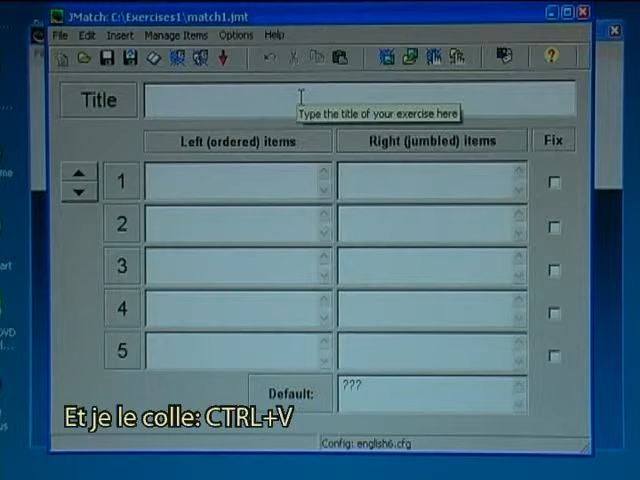 JMatch: C:\Exercises1\match1.jmt
File Edit Insert Manage Items Options Help
Title
Type the title of your exercise here
Left (ordered) items Right (jumbled) items Fix
1
2
3
4
5
Default: ???
Et je le colle: CTRL+V
Config: english6.cfg